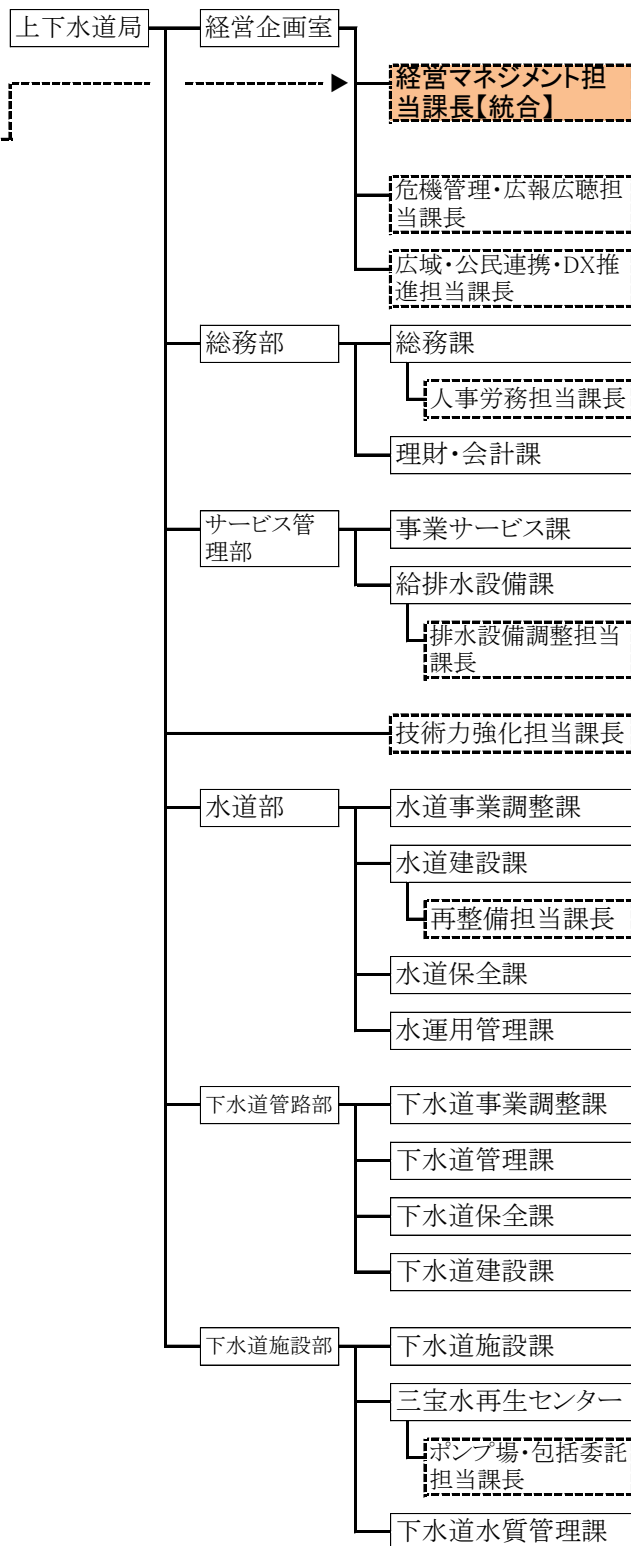 上下水道局
経営企画室
経営マネジメント担
当課長【統合】
危機管理・広報広聴担
当課長
広域・公民連携・DX推
進担当課長
総務部
総務課
人事労務担当課長
理財・会計課
サービス管
理部
事業サービス課
給排水設備課
排水設備調整担当
課長
技術力強化担当課長
水道部
水道事業調整課
水道建設課
再整備担当課長
水道保全課
水運用管理課
下水道管路部
下水道事業調整課
下水道管理課
下水道保全課
下水道建設課
下水道施設部
下水道施設課
三宝水再生センター
ポンプ場・包括委託
担当課長
下水道水質管理課